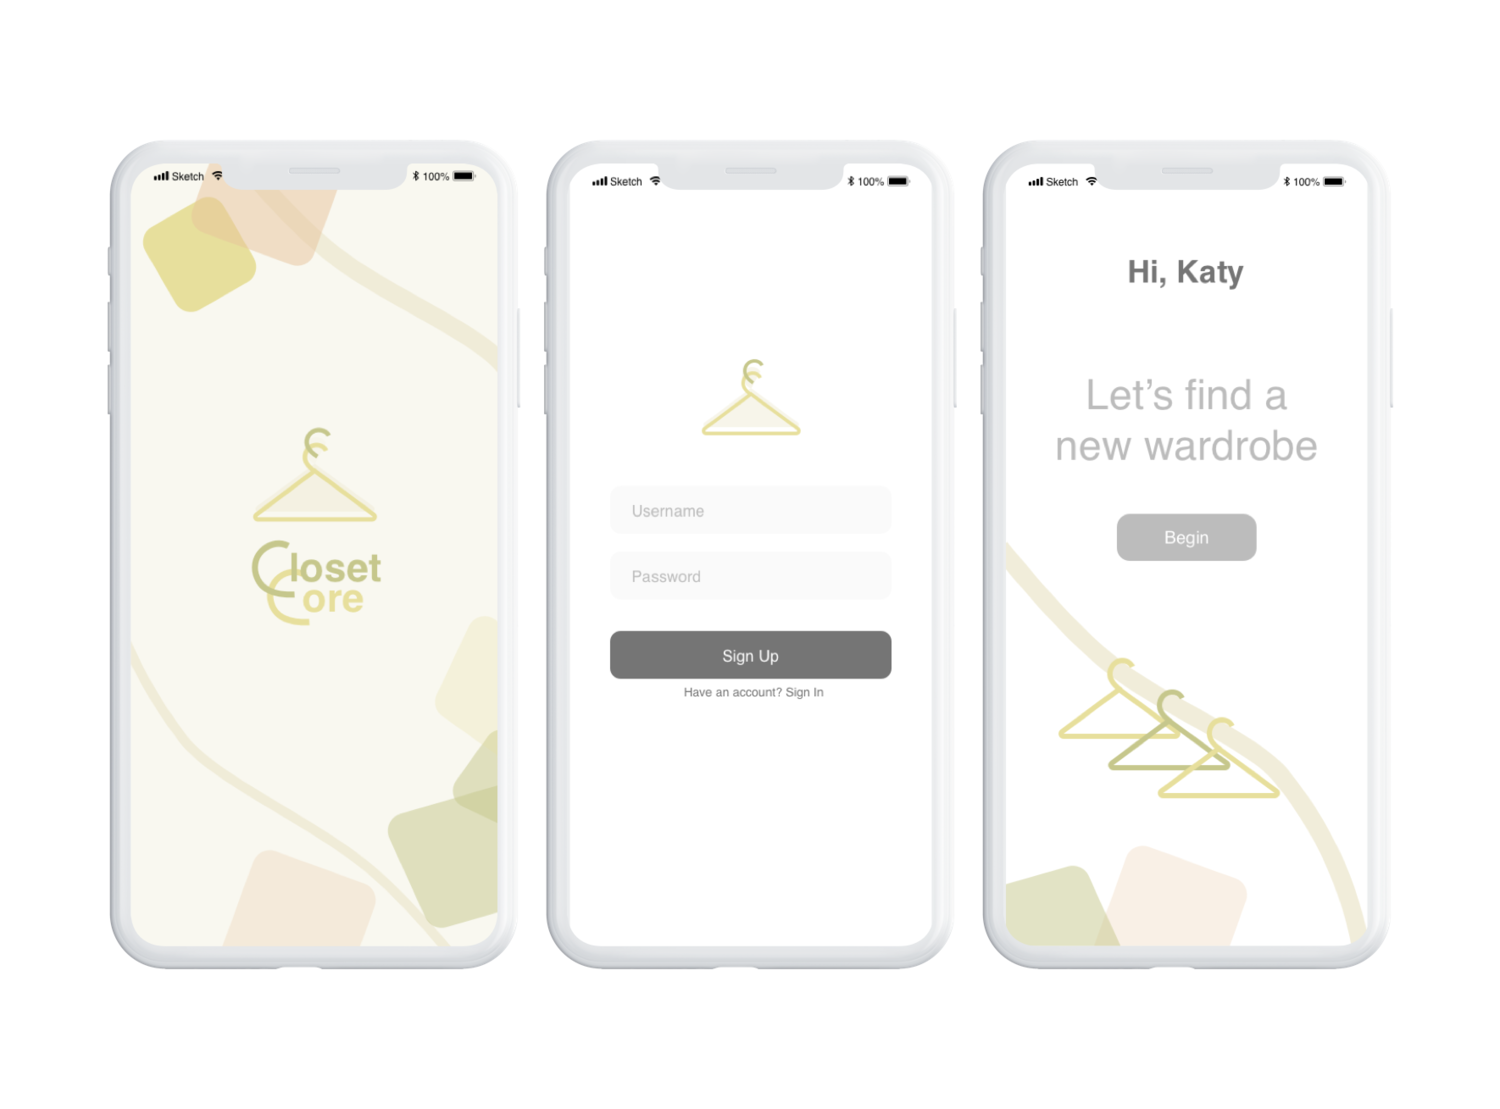 Sketch 100%
Closet
Core
Sketch 100%
Username
Password
Sign Up
Have an account? Sign In
Sketch 100%
Hi, Katy
Let's find a
new wardrobe
Begin